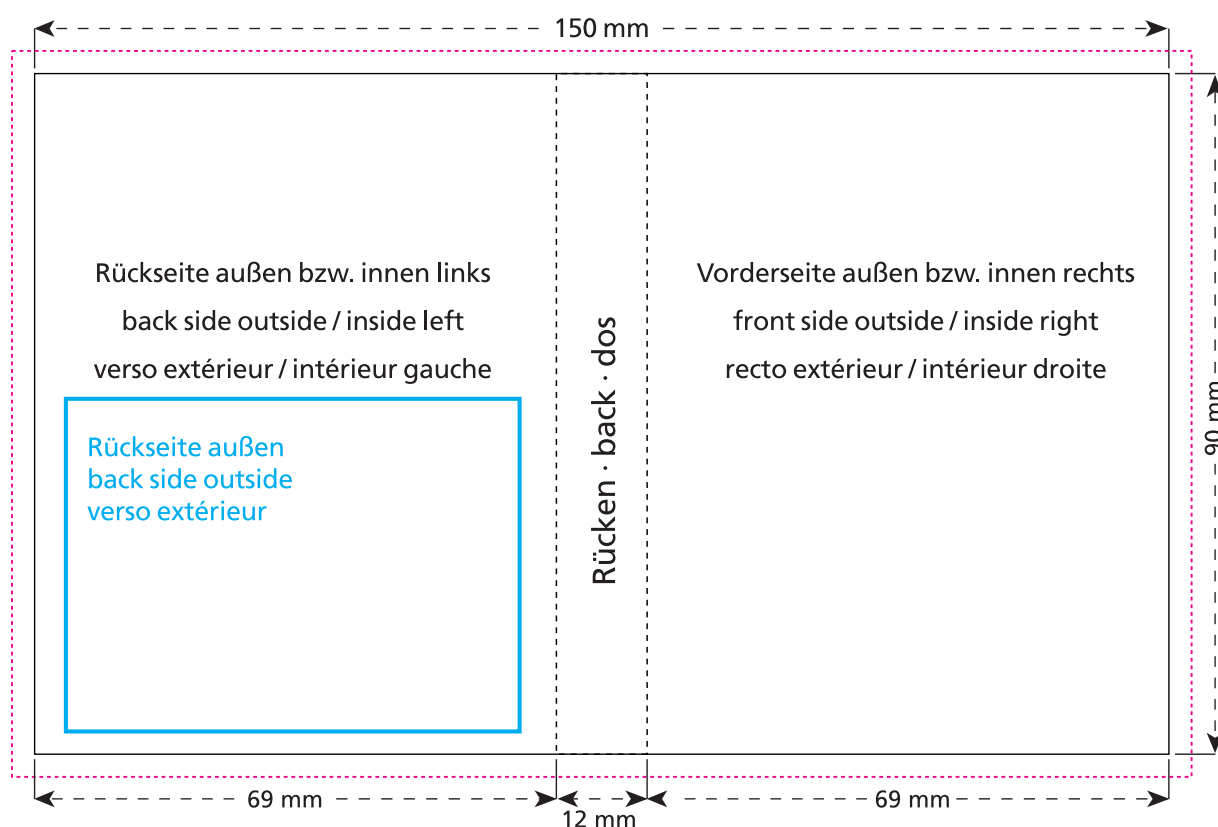 150 mm
Rückseite außen bzw. innen links
back side outside / inside left
verso extérieur / intérieur gauche
Rückseite außen
back side outside
verso extérieur
Rücken · back · dos
Vorderseite außen bzw. innen rechts
front side outside / inside right
recto extérieur / intérieur droite
90 mm
69 mm
12 mm
69 mm